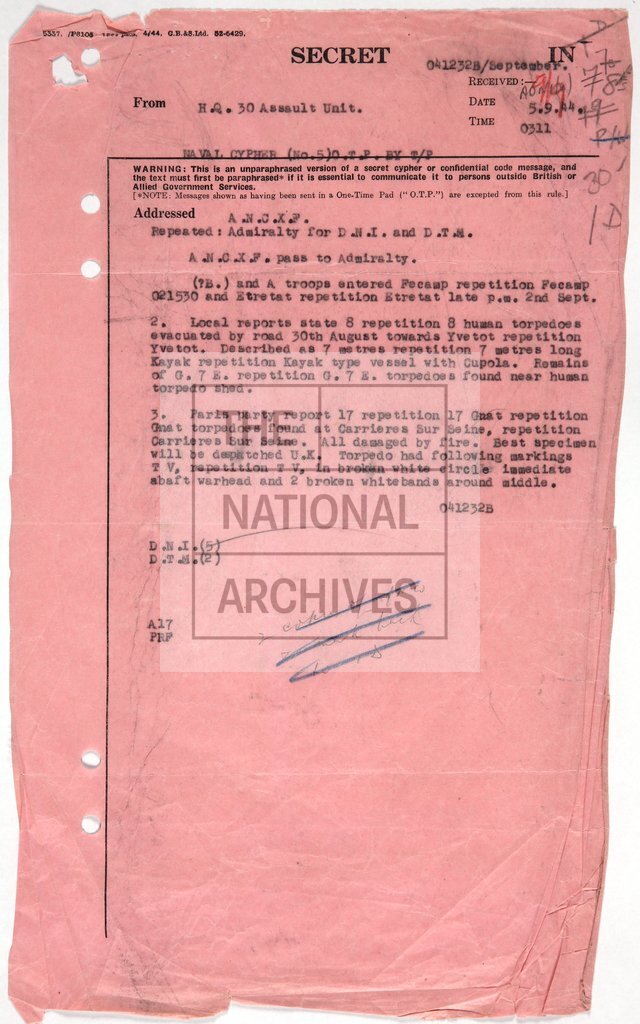 5337. /F8105 4/44. C.B.&S.Ltd. 52-6429.
SECRET
IN
041232B/September.
RECEIVED:
From H.Q. 30 Assault Unit.
DATE 5.9.44.
TIME 0311
NAVAL CYPHER (No.5)O.T.P. BY T/P
WARNING: This is an unparaphrased version of a secret cypher or confidential code message, and
the text must first be paraphrased* if it is essential to communicate it to persons outside British or
Allied Government Services.
[*NOTE: Messages shown as having been sent in a One-Time Pad (" O.T.P.") are excepted from this rule.]
Addressed A.N.C.X.F.
Repeated: Admiralty for D.N.I. and D.T.M.
A.N.C.X.F. pass to Admiralty.
(?B.) and A troops entered Fecamp repetition Fecamp
021530 and Etretat repetition Etretat late p.m. 2nd Sept.
2. Local reports state 8 repetition 8 human torpedoes
evacuated by road 30th August towards Yvetot repetition
Yvetot. Described as 7 metres repetition 7 metres long
Kayak repetition Kayak type vessel with Cupola. Remains
of G. 7 E. repetition G. 7 E. torpedoes found near human
torpedo shed.
3. Paris party report 17 repetition 17 Gnat repetition
Gnat torpedoes found at Carrieres Sur Seine, repetition
Carrieres Sur Seine. All damaged by fire. Best specimen
will be despatched U.K. Torpedo had following markings
T V, repetition T V, in broken white circle immediate
abaft warhead and 2 broken whitebands around middle.
041232B
D.N.I.(5)
D.T.M.(2)
A17
PRF
30
1D
THE
NATIONAL
ARCHIVES